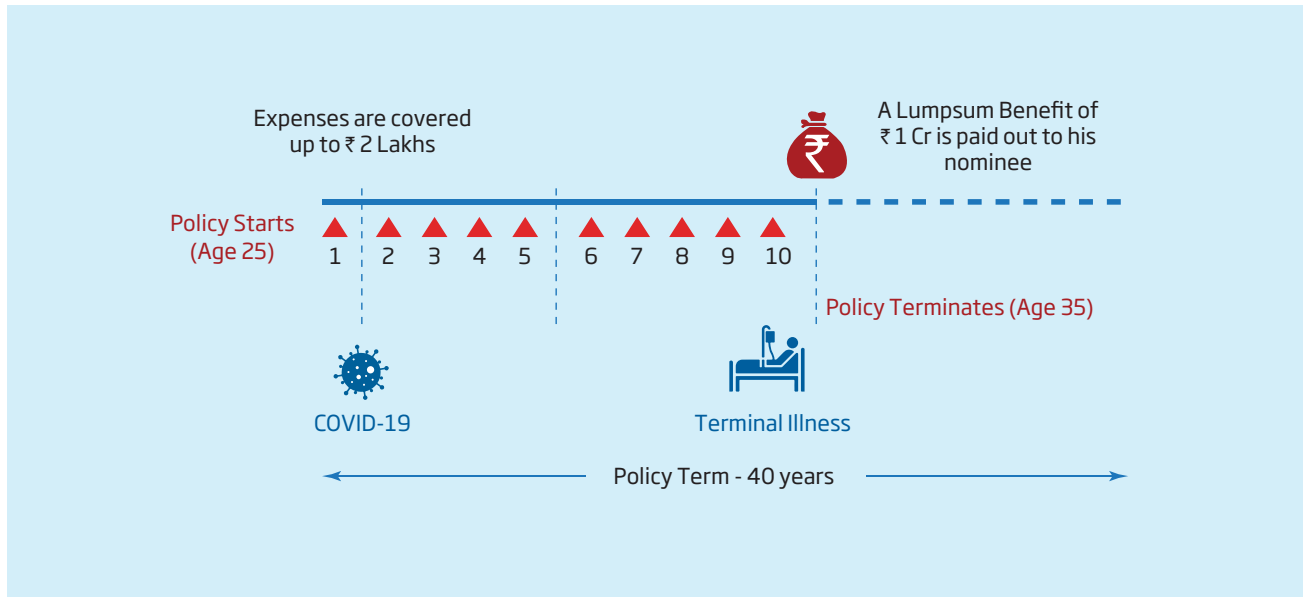 Expenses are covered
up to ₹ 2 Lakhs
₹
A Lumpsum Benefit of
₹ 1 Cr is paid out to his
nominee
Policy Starts
(Age 25)
1 2 3 4 5 6 7 8 9 10
Policy Terminates (Age 35)
COVID-19
Terminal Illness
Policy Term - 40 years